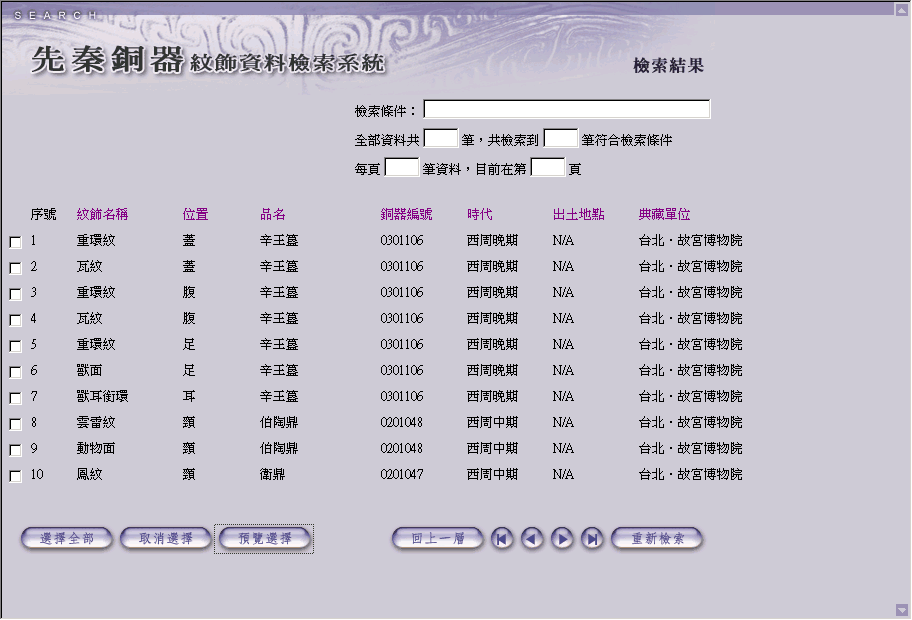 SEARCH
先秦銅器紋飾資料檢索系統
檢索結果
檢索條件：
全部資料共 筆，共檢索到 筆符合檢索條件
每頁 筆資料，目前在第 頁
序號 紋飾名稱 位置 品名 銅器編號 時代 出土地點 典藏單位
1 重環紋 蓋 辛王簋 0301106 西周晚期 N/A 台北・故宮博物院
2 瓦紋 蓋 辛王簋 0301106 西周晚期 N/A 台北・故宮博物院
3 重環紋 腹 辛王簋 0301106 西周晚期 N/A 台北・故宮博物院
4 瓦紋 腹 辛王簋 0301106 西周晚期 N/A 台北・故宮博物院
5 重環紋 足 辛王簋 0301106 西周晚期 N/A 台北・故宮博物院
6 獸面 足 辛王簋 0301106 西周晚期 N/A 台北・故宮博物院
7 獸耳銜環 耳 辛王簋 0301106 西周晚期 N/A 台北・故宮博物院
8 雲雷紋 頸 伯陶鼎 0201048 西周中期 N/A 台北・故宮博物院
9 動物面 頸 伯陶鼎 0201048 西周中期 N/A 台北・故宮博物院
10 鳳紋 頸 衛鼎 0201047 西周中期 N/A 台北・故宮博物院
選擇全部 取消選擇 預覽選擇 回上一層 重新檢索